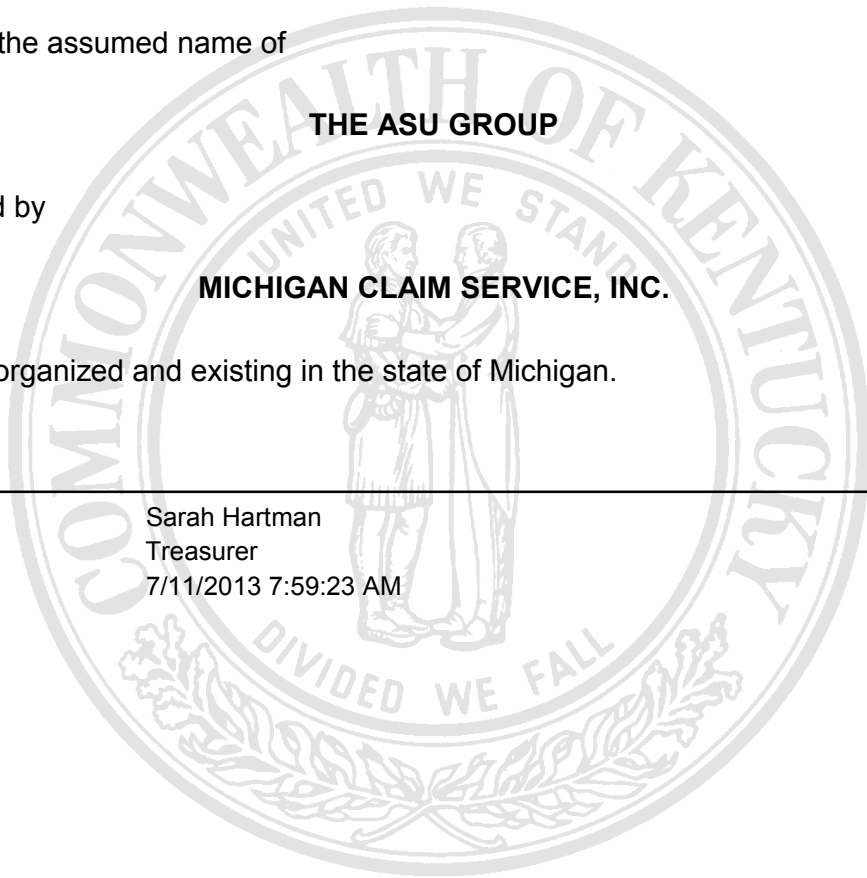 the assumed name of
THE ASU GROUP
d by
MICHIGAN CLAIM SERVICE, INC.
organized and existing in the state of Michigan.
Sarah Hartman
Treasurer
7/11/2013 7:59:23 AM
COMMONWEALTH OF KENTUCKY
UNITED WE STAND
DIVIDED WE FALL